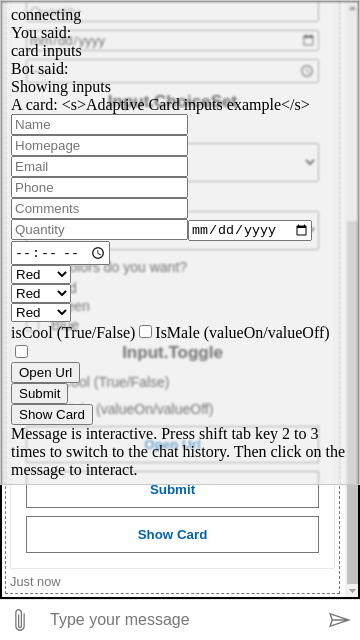 connecting
You said:
card inputs
Bot said:
Showing inputs
A card: <s>Adaptive Card inputs example</s>
Input.ChoiceSet
Name
Homepage
Email
Phone
Comments
Quantity
mm/dd/yyyy
mm/dd/yyyy
--:-- --
colors do you want?
Red
Red
Red
isCool (True/False) IsMale (valueOn/valueOff)
Input.Toggle
Open Url
(True/False)
Submit
(valueOn/valueOff)
Show Card
Message is interactive. Press shift tab key 2 to 3
Open Url
times to switch to the chat history. Then click on the
message to interact.
Submit
Show Card
Just now
Type your message